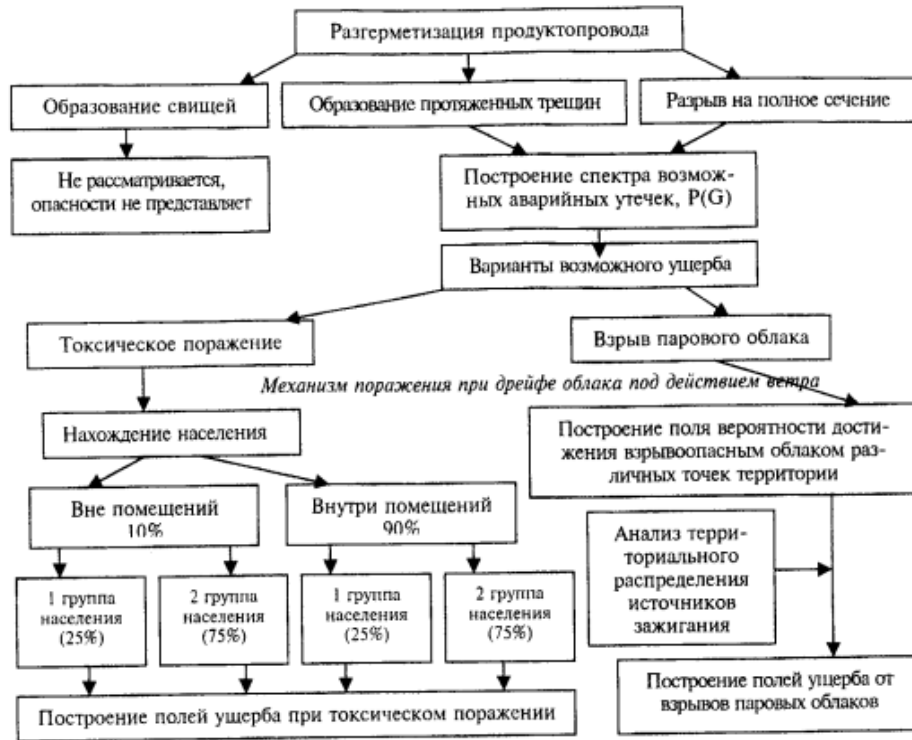 Разгерметизация продуктопровода
Образование свищей
Образование протяженных трещин
Разрыв на полное сечение
Не рассматривается,
опасности не представляет
Построение спектра возмож-
ных аварийных утечек, P(G)
Варианты возможного ущерба
Токсическое поражение
Взрыв парового облака
Механизм поражения при дрейфе облака под действием ветра
Нахождение населения
Построение поля вероятности дости-
жения взрывоопасным облаком раз-
личных точек территории
Вне помещений
10%
Внутри помещений
90%
Анализ терри-
ториального
распределения
источников
зажигания
1 группа
населения
(25%)
2 группа
населения
(75%)
1 группа
населения
(25%)
2 группа
населения
(75%)
Построение полей ущерба при токсическом поражении
Построение полей ущерба от
взрывов паровых облаков